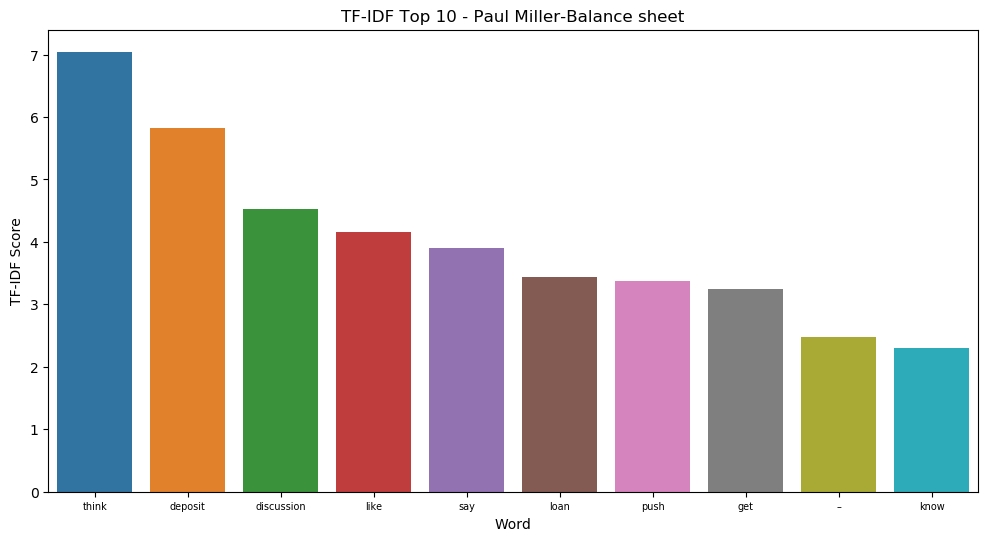 TF-IDF Top 10 - Paul Miller-Balance sheet
TF-IDF Score
7
6
5
4
3
2
1
0
think deposit discussion like say loan push get – know
Word